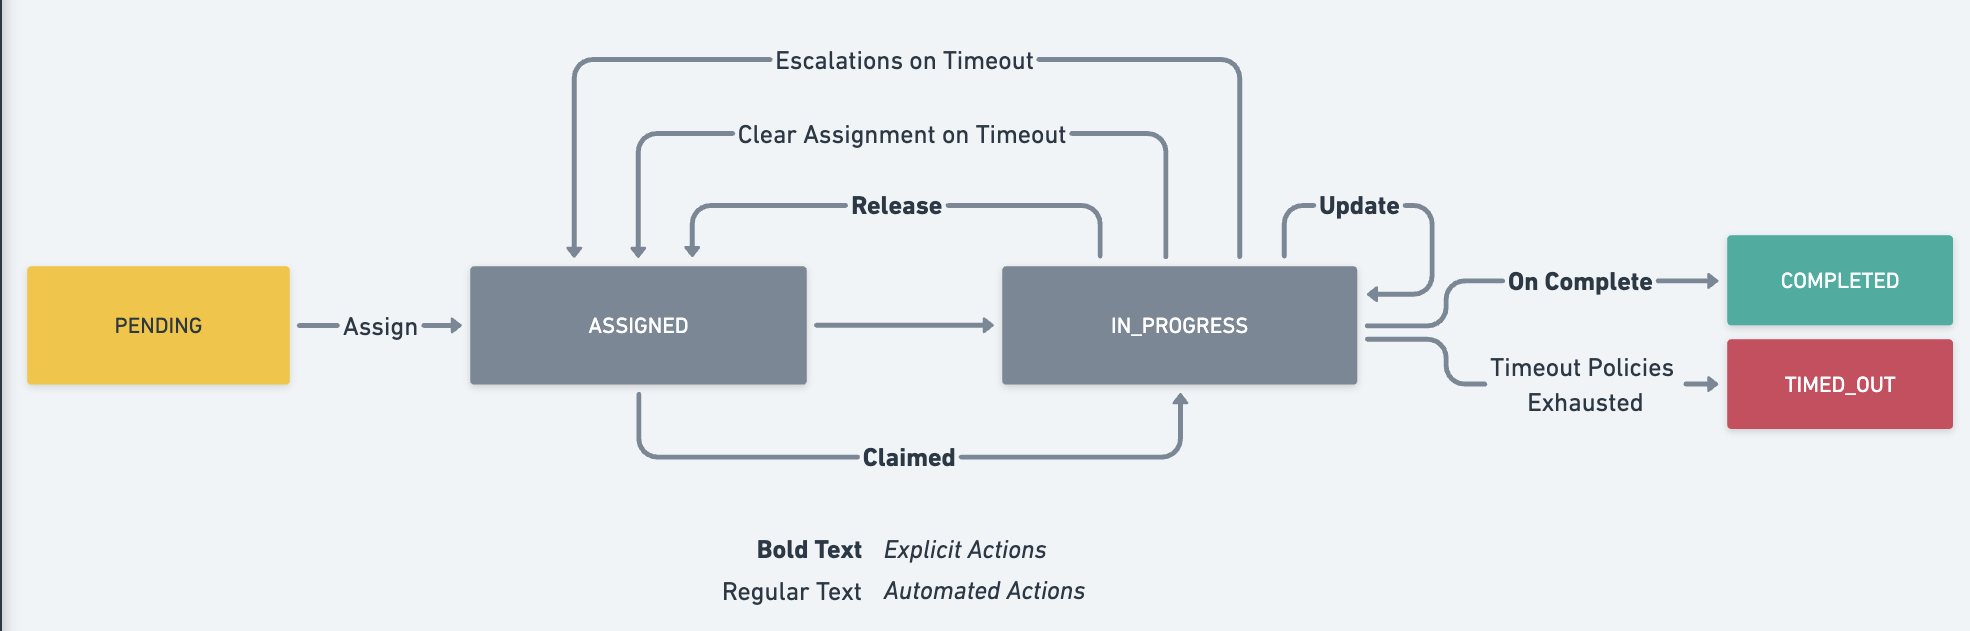 Escalations on Timeout
Clear Assignment on Timeout
Release
Update
PENDING
Assign
ASSIGNED
IN_PROGRESS
On Complete
COMPLETED
Timeout Policies
Exhausted
TIMED_OUT
Claimed
Bold Text Explicit Actions
Regular Text Automated Actions